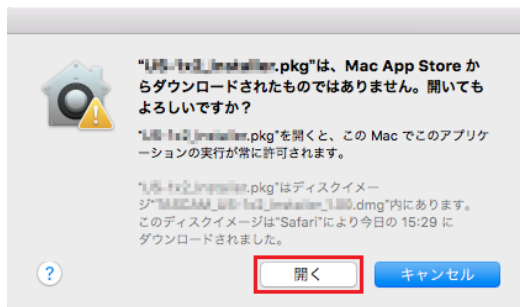 .pkg"は、Mac App Store か
らダウンロードされたものではありません。開いても
よろしいですか？
.pkg"を開くと、この Mac でこのアプリケ
ーションの実行が常に許可されます。
.pkg"はディスクイメー
ジ" .dmg"内にあります。
このディスクイメージは"Safari"により今日の 15:29 に
ダウンロードされました。
?
開く
キャンセル